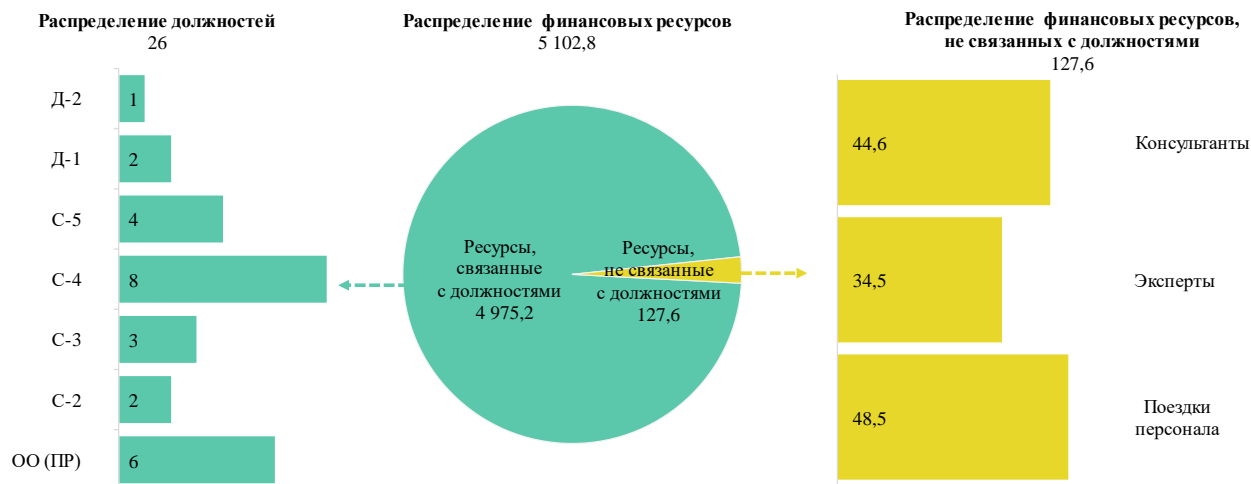 Распределение должностей
26
Д-2
1
Д-1
2
С-5
4
С-4
8
С-3
3
С-2
2
ОО (ПР)
6
Распределение финансовых ресурсов
5 102,8
Ресурсы,
связанные
с должностями
4 975,2
Ресурсы,
не связанные
с должностями
127,6
Распределение финансовых ресурсов,
не связанных с должностями
127,6
44,6
Консультанты
34,5
Эксперты
48,5
Поездки
персонала